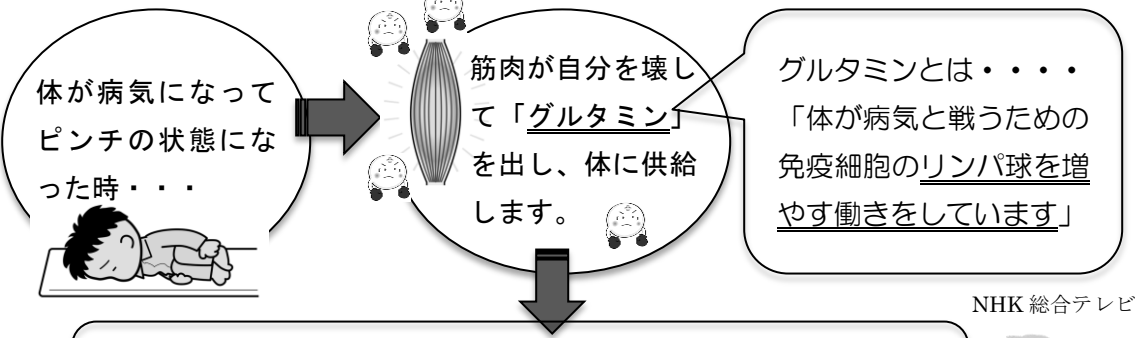 体が病気になって
ピンチの状態にな
った時・・・
筋肉が自分を壊し
て「グルタミン」
を出し、体に供給
します。
グルタミンとは・・・・
「体が病気と戦うための
免疫細胞のリンパ球を増
やす働きをしています」
NHK 総合テレビ